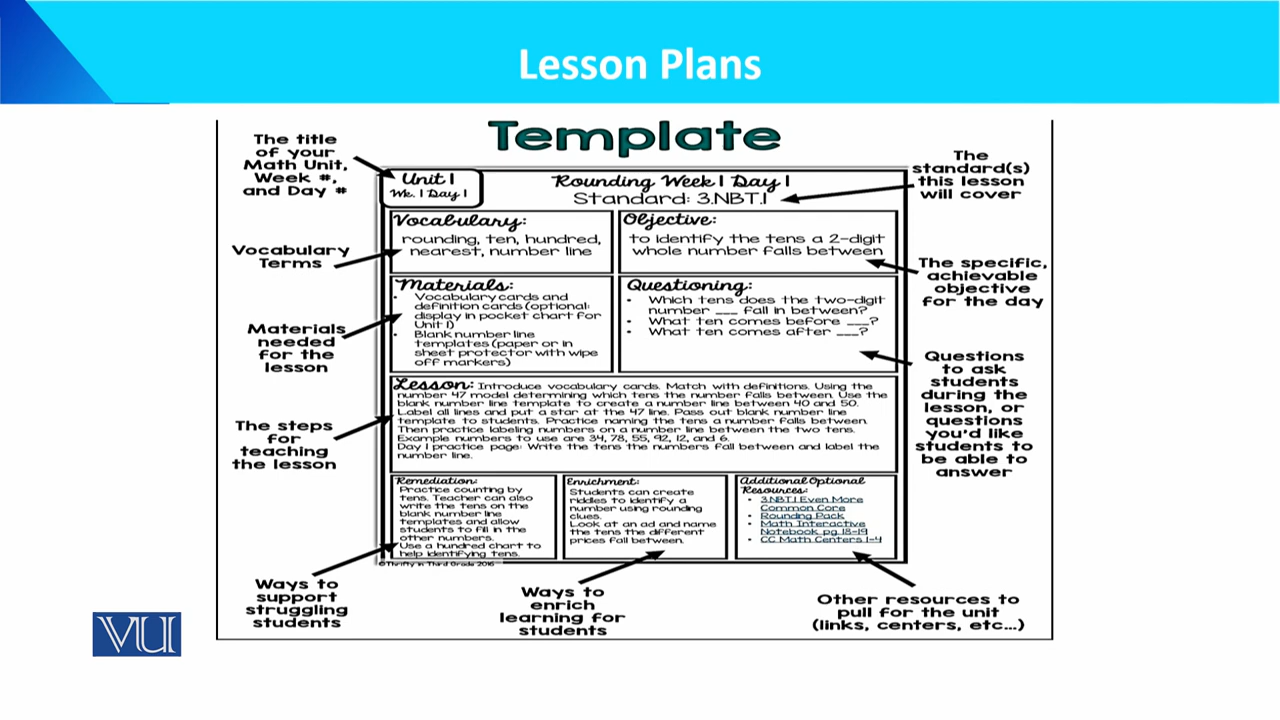 Lesson Plans
Template
The title
of your
Math Unit,
Week #,
and Day #
Unit 1
Wk. 1 Day 1
Rounding Week 1 Day 1
Standard: 3.NBT.1
The
standard(s)
this lesson
will cover
Vocabulary
Terms
Vocabulary:
rounding, ten, hundred,
nearest, number line
Objective:
to identify the tens a 2-digit
whole number falls between
The specific,
achievable
objective
for the day
Materials
needed
for the
lesson
Materials:
• Vocabulary cards and
definition cards (optional:
display in pocket chart for
Unit 1)
• Blank number line
templates (paper or in
sheet protector with wipe
off markers)
Questioning:
• Which tens does the two-digit
number ___ fall in between?
• What ten comes before ___?
• What ten comes after ___?
Questions
to ask
students
during the
lesson, or
questions
you'd like
students to
be able to
answer
The steps
for
teaching
the lesson
Lesson: Introduce vocabulary cards. Match with definitions. Using the
number 47 model determining which tens the number falls between. Use the
blank number line template to create a number line between 40 and 50.
Label all lines and put a star at the 47 line. Pass out blank number line
template to students. Practice naming the tens a number falls between.
Then practice labeling numbers on a number line between the two tens.
Example numbers to use are 34, 78, 55, 92, 12, and 6.
Day 1 practice page: Write the tens the numbers fall between and label the
number line.
Remediation:
Practice counting by
tens. Teacher can also
write the tens on the
blank number line
templates and allow
students to fill in the
other numbers.
Use a hundred chart to
help identifying tens.
Enrichment:
Students can create
riddles to identify a
number using rounding
clues.
Look at an ad and name
the tens the different
prices fall between.
Additional Optional
Resources:
• 3.NBT.1 Even More
Common Core
• Rounding Pack
• Math Interactive
Notebook pg. 18-19
• CC Math Centers 1-4
©Thrifty in Third Grade 2016
Ways to
support
struggling
students
Ways to
enrich
learning for
students
Other resources to
pull for the unit
(links, centers, etc...)
VU